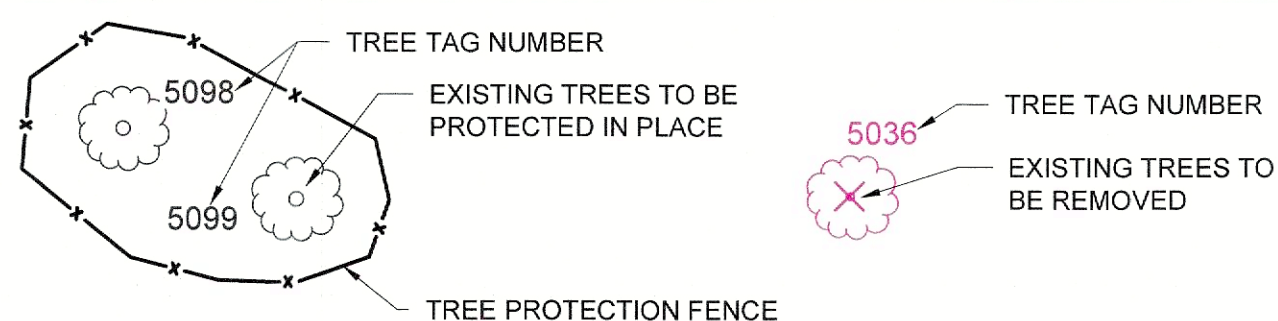 TREE TAG NUMBER
5098
EXISTING TREES TO BE
PROTECTED IN PLACE
5099
TREE PROTECTION FENCE
5036
TREE TAG NUMBER
EXISTING TREES TO
BE REMOVED